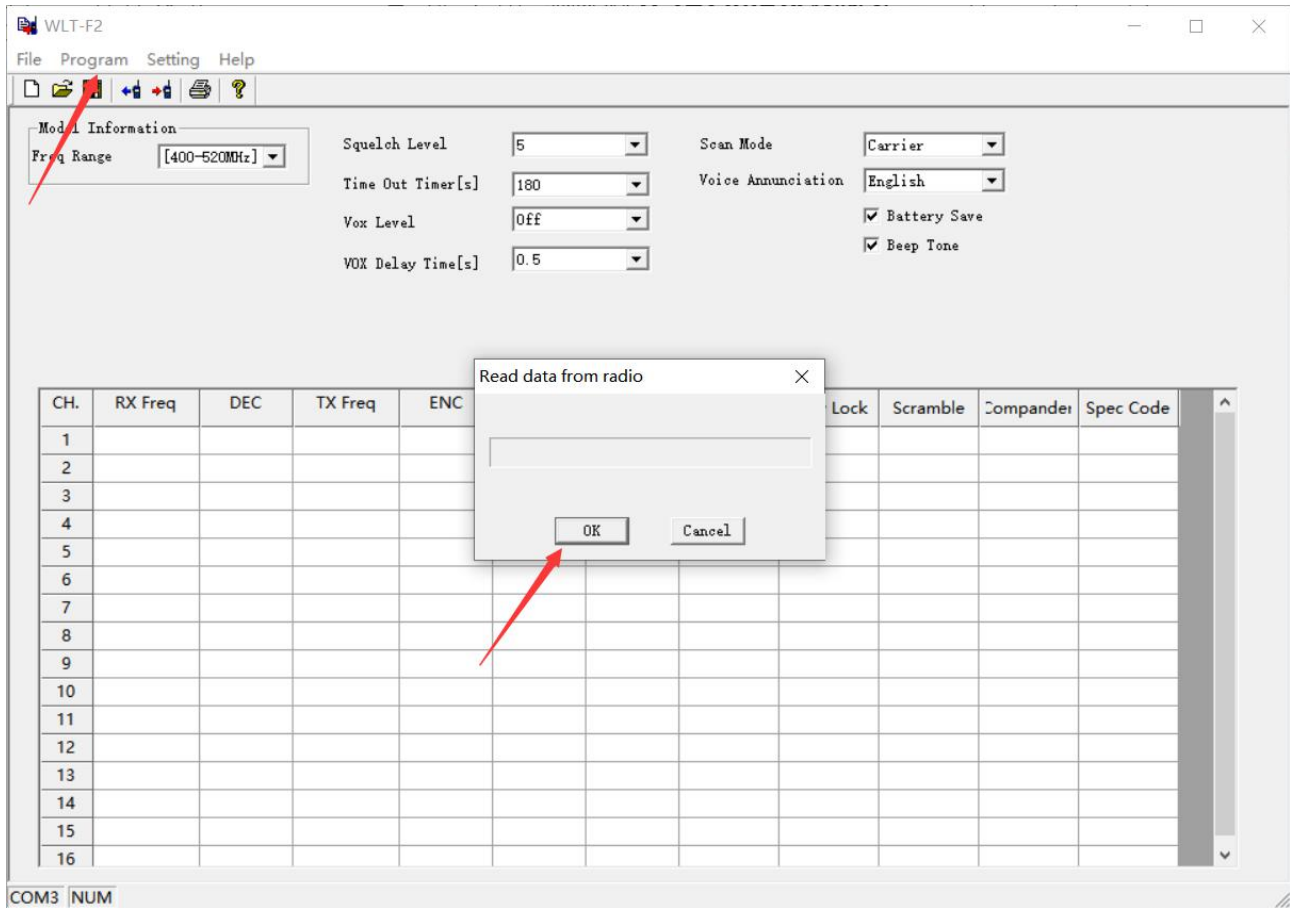 WLT-F2
File Program Setting Help
Model Information
Freq Range [400-520MHz]
Squelch Level 5
Time Out Timer[s] 180
Vox Level Off
VOX Delay Time[s] 0.5
Scan Mode Carrier
Voice Annunciation English
Battery Save
Beep Tone
Read data from radio
OK Cancel
CH. RX Freq DEC TX Freq ENC Lock Scramble Compander Spec Code
1
2
3
4
5
6
7
8
9
10
11
12
13
14
15
16
COM3 NUM